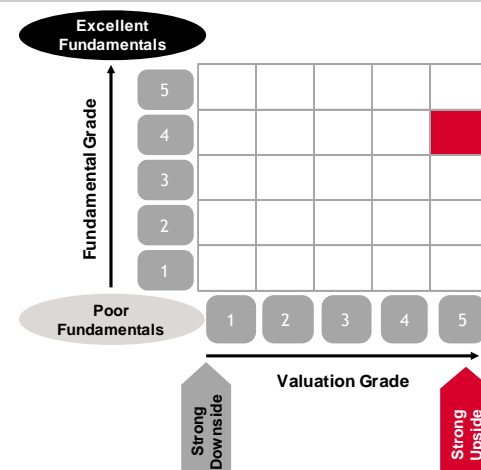 Excellent
Fundamentals
Fundamental Grade
5
4
3
2
1
Poor
Fundamentals
1
2
3
4
5
Valuation Grade
Strong
Downside
Strong
Upside